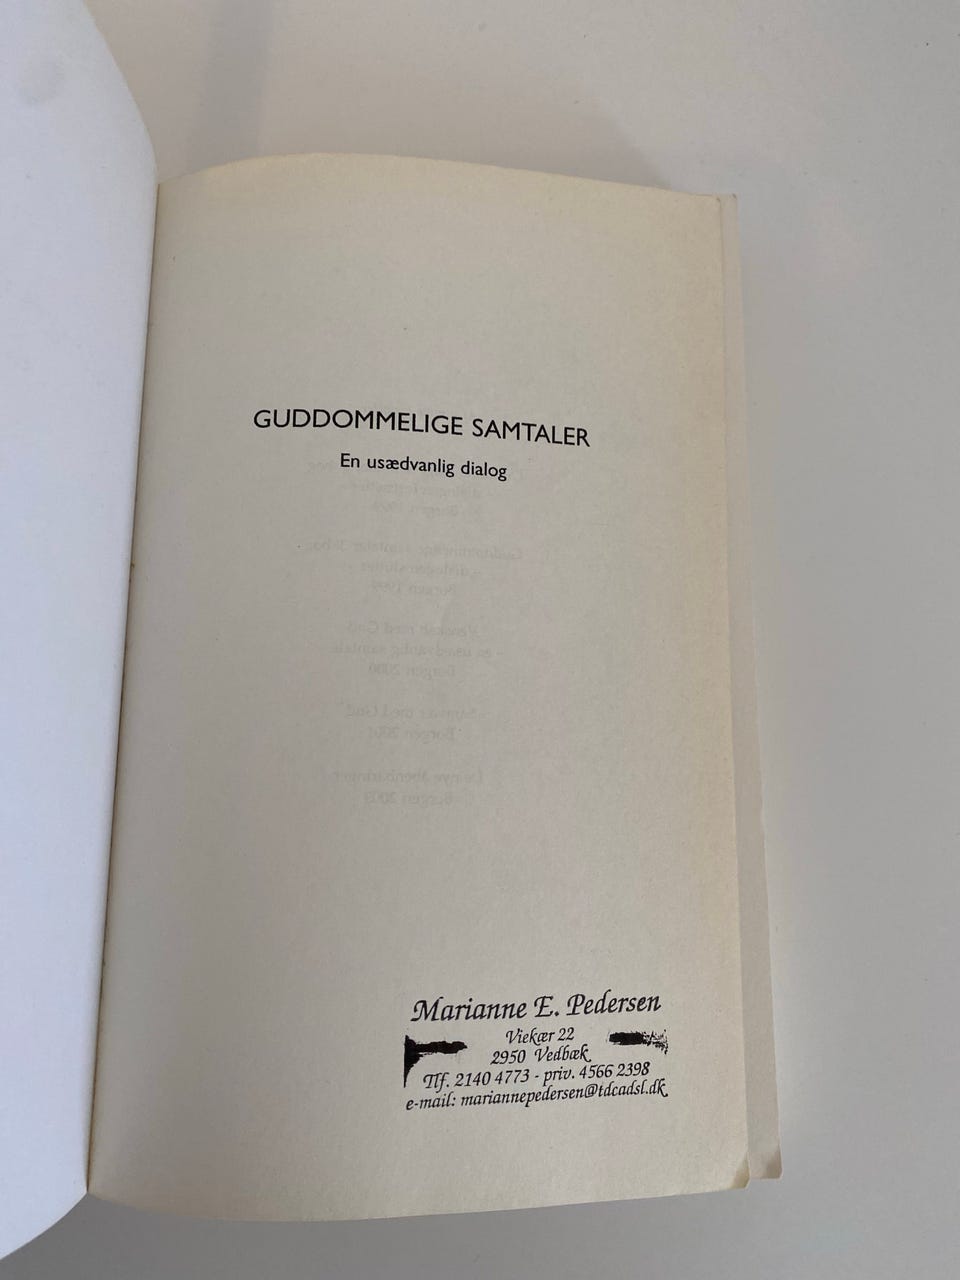 GUDDOMMELIGE SAMTALER
En usædvanlig dialog
Marianne E. Pedersen
Viekær 22
2950 Vedbæk
Tlf. 2140 4773 - priv. 4566 2398
e-mail: mariannepedersen@tdcadsl.dk